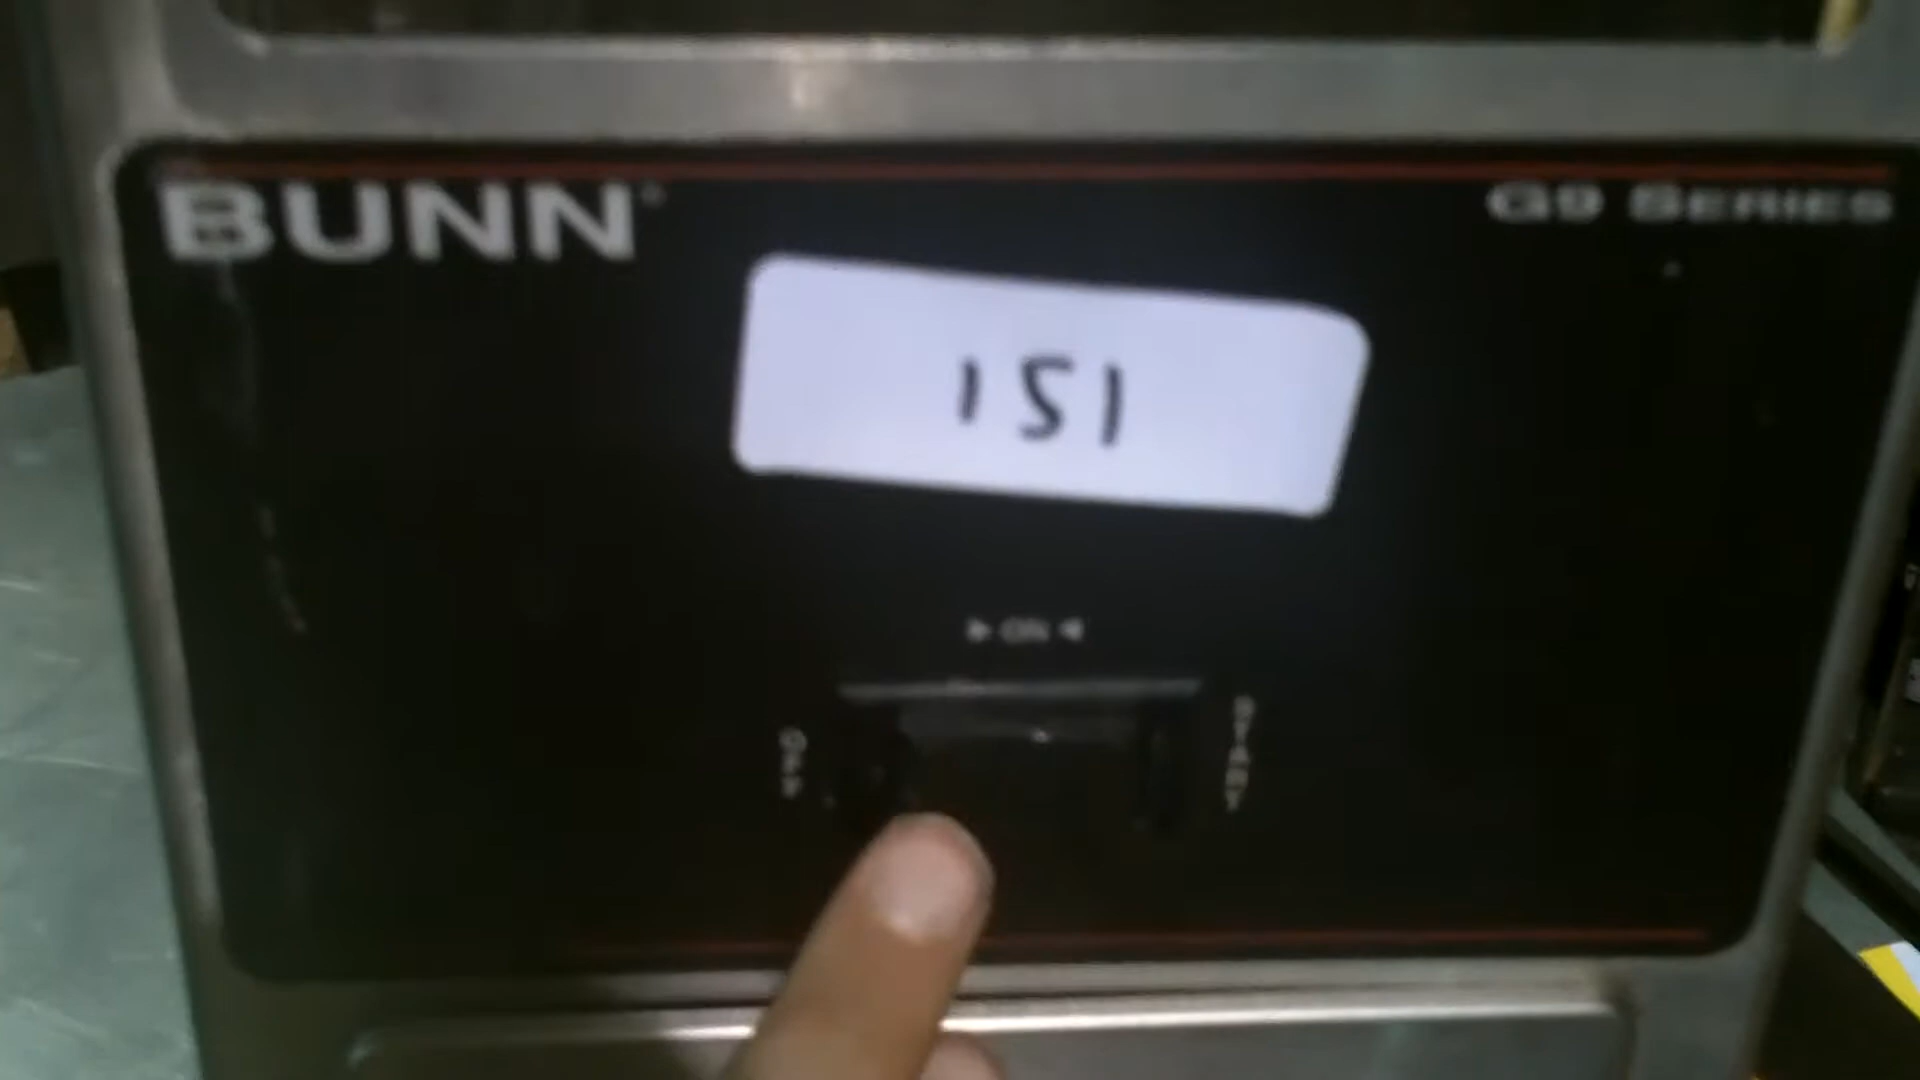 BUNN® G9 SERIES
151
▶ ON ◀
OFF
START